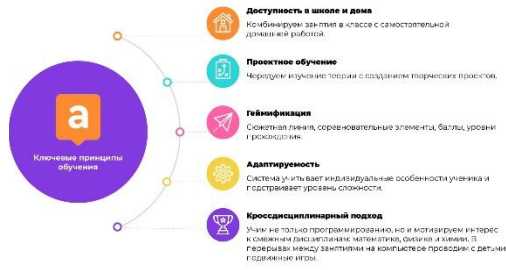 a
Ключевые принципы
обучения
Доступность в школе и дома
Комбинируем занятия в классе с самостоятельной
домашней работой.
Проектное обучение
Чередуем изучение теории с созданием творческих проектов.
Геймификация
Сюжетная линия, соревновательные элементы, баллы, уровни
прохождения.
Адаптируемость
Система учитывает индивидуальные особенности ученика и
подстраивает уровень сложности.
Кроссдисциплинарный подход
Учим не только программированию, но и мотивируем интерес
к смежным дисциплинам: математике, физике и химии. В
перерывах между занятиями на компьютере проводим с детьми
подвижные игры.